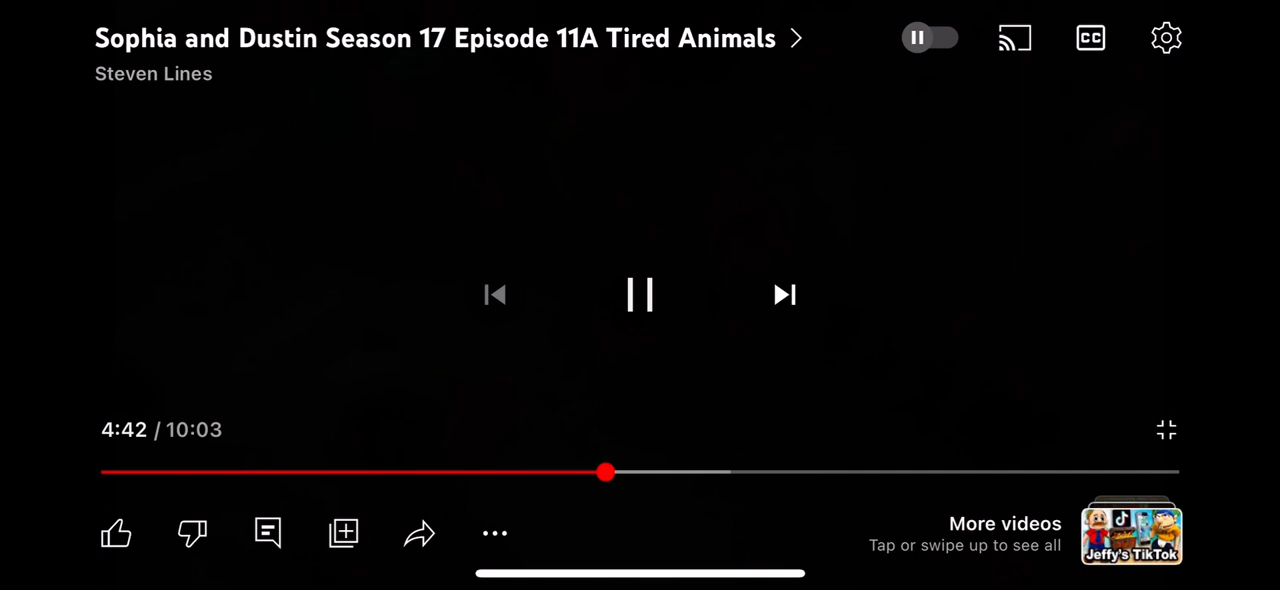 Sophia and Dustin Season 17 Episode 11A Tired Animals
Steven Lines
CC
4:42 / 10:03
More videos
Tap or swipe up to see all
Jeffy's TikTok